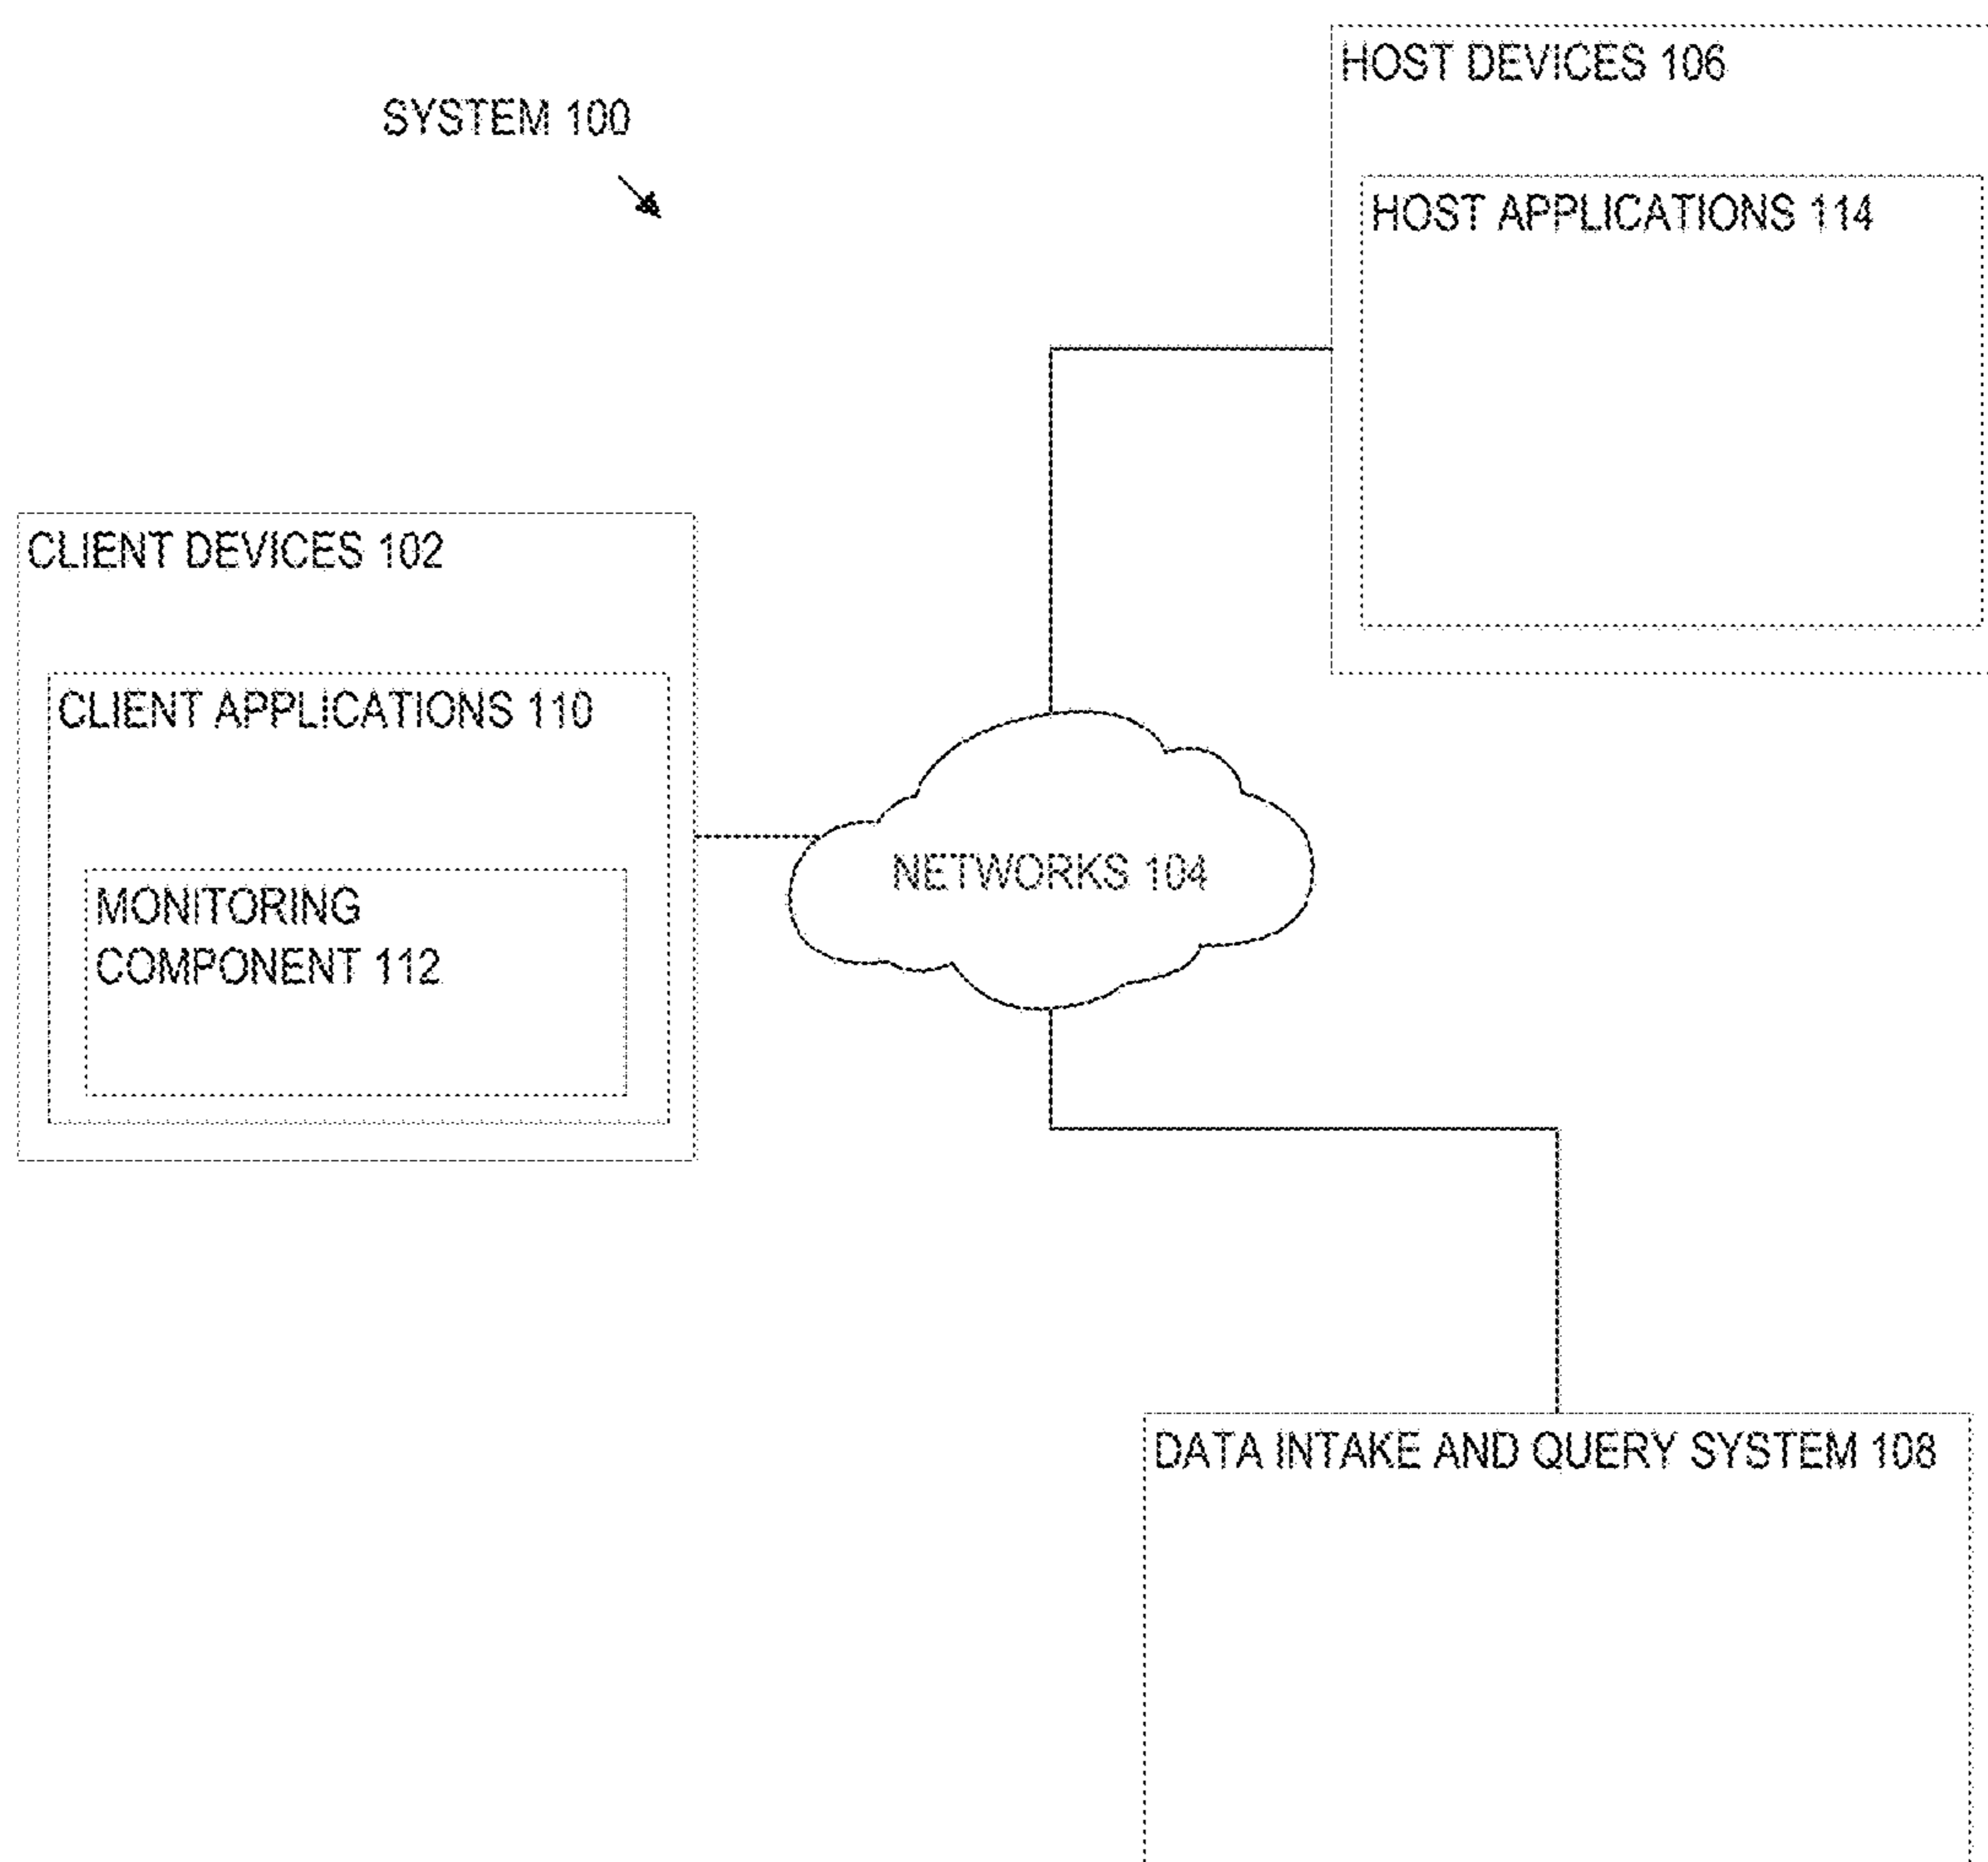 SYSTEM 100
HOST DEVICES 106
HOST APPLICATIONS 114
CLIENT DEVICES 102
CLIENT APPLICATIONS 110
MONITORING
COMPONENT 112
NETWORKS 104
DATA INTAKE AND QUERY SYSTEM 108